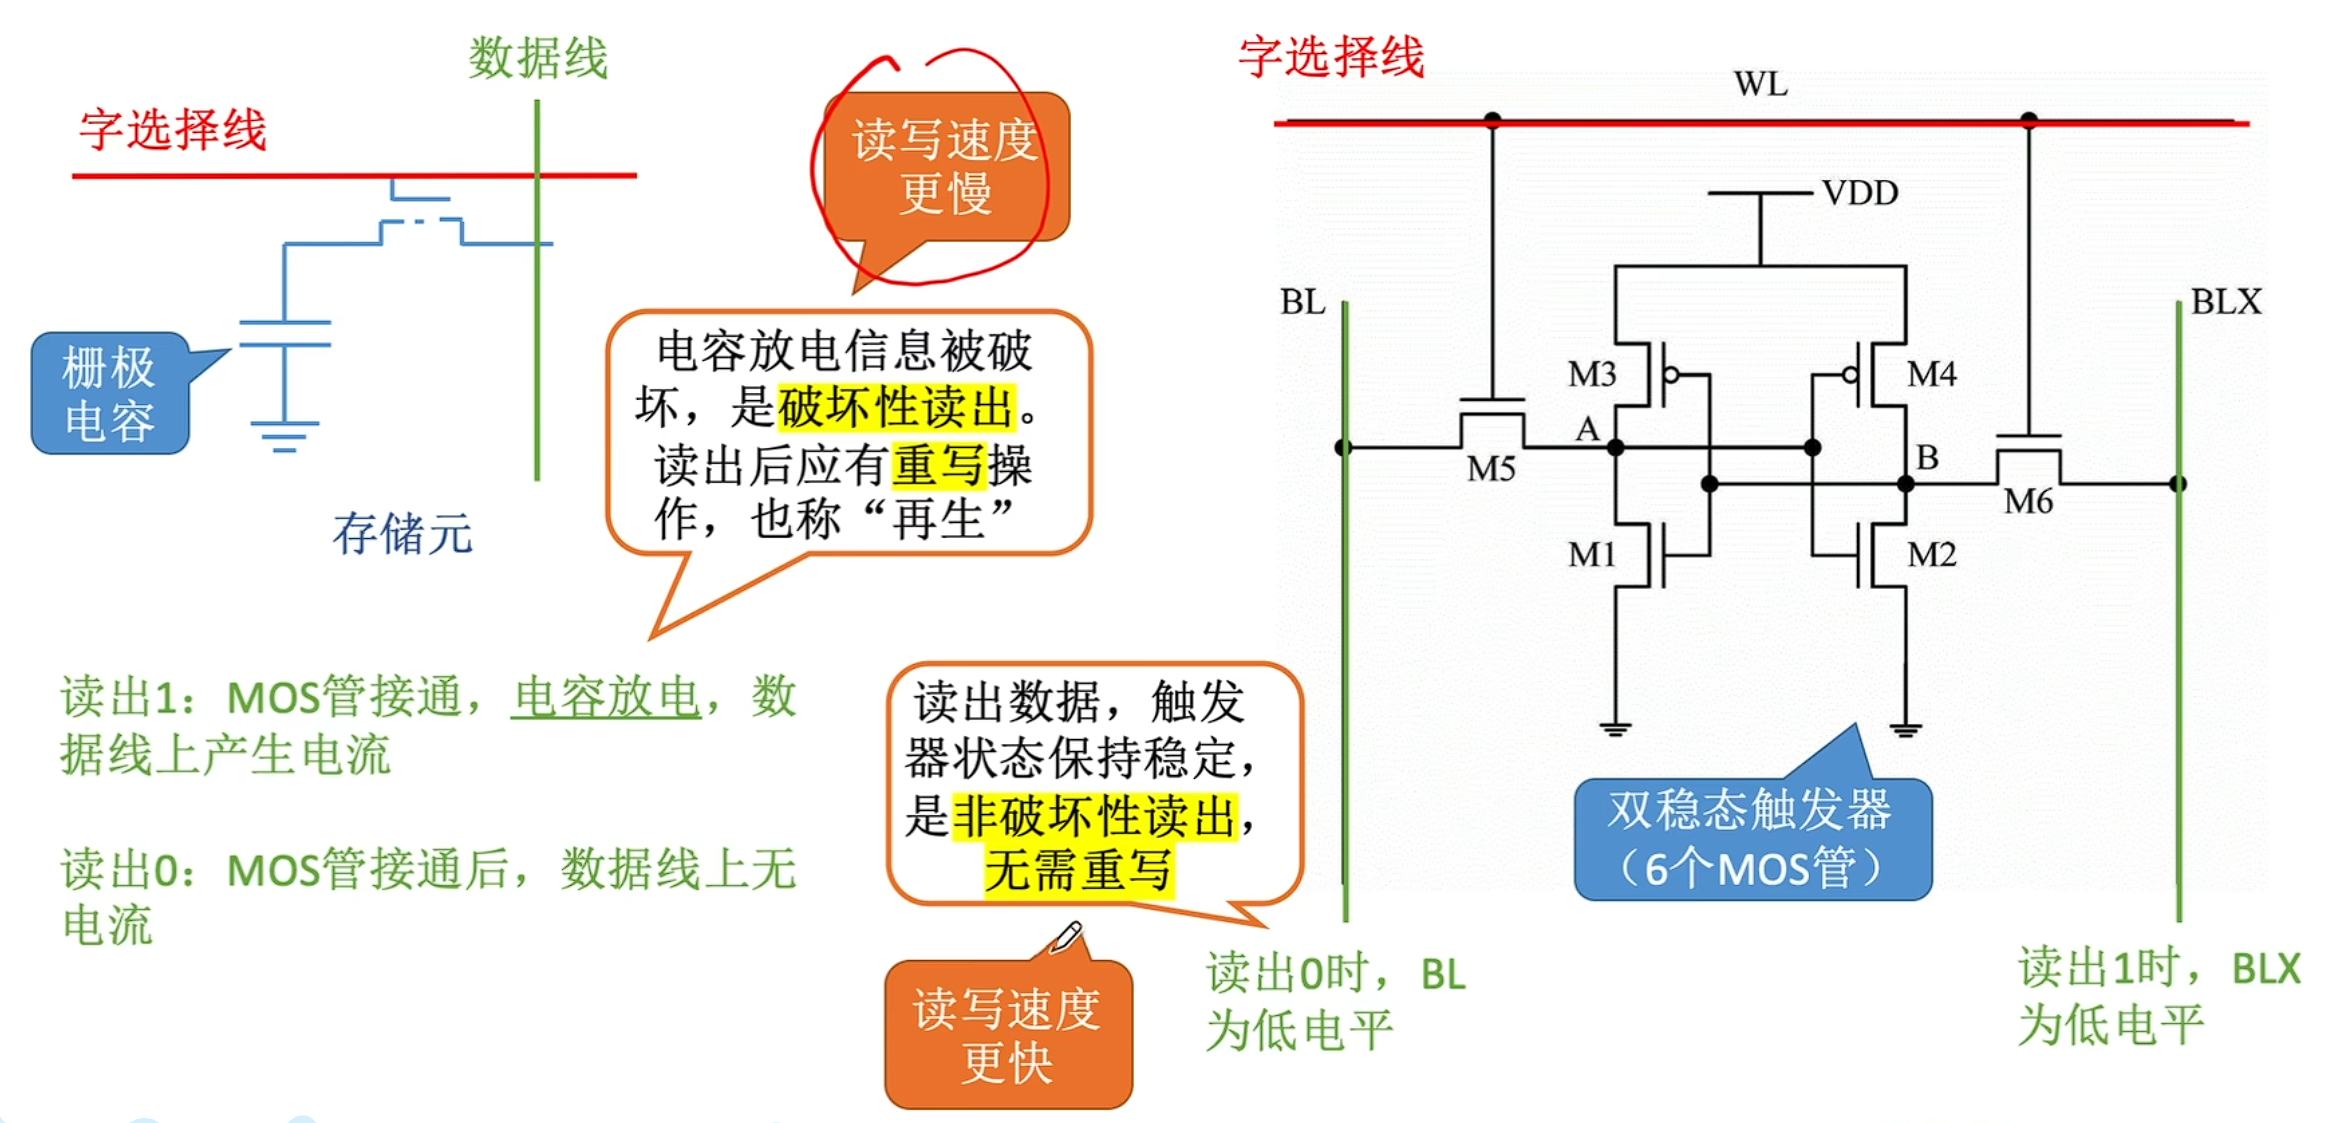 数据线
字选择线
栅极
电容
存储元
读写速度
更慢
电容放电信息被破
坏，是破坏性读出。
读出后应有重写操
作，也称“再生”
读出1：MOS管接通，电容放电，数
据线上产生电流
读出0：MOS管接通后，数据线上无
电流
读出数据，触发
器状态保持稳定，
是非破坏性读出，
无需重写
读写速度
更快
字选择线
WL
VDD
BL
BLX
M3
M4
A
B
M5
M6
M1
M2
双稳态触发器
（6个MOS管）
读出0时，BL
为低电平
读出1时，BLX
为低电平